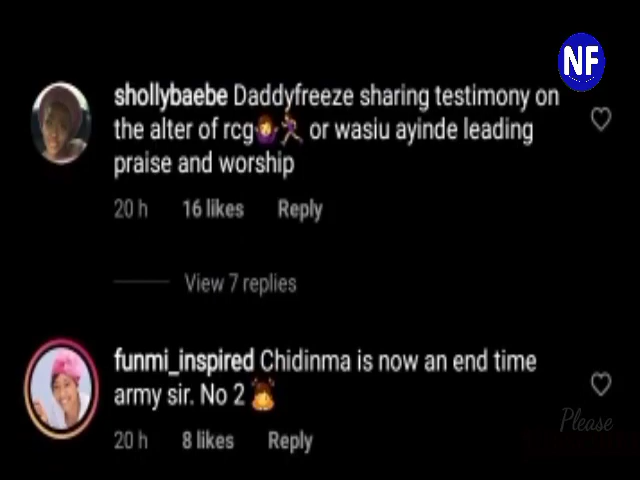 NF
shollybaebe Daddyfreeze sharing testimony on
the alter of rcg🤷‍♀️🏃‍♀️ or wasiu ayinde leading
praise and worship
20 h 16 likes Reply
View 7 replies
funmi_inspired Chidinma is now an end time
army sir. No 2 🙇‍♀️
20 h 8 likes Reply
Please